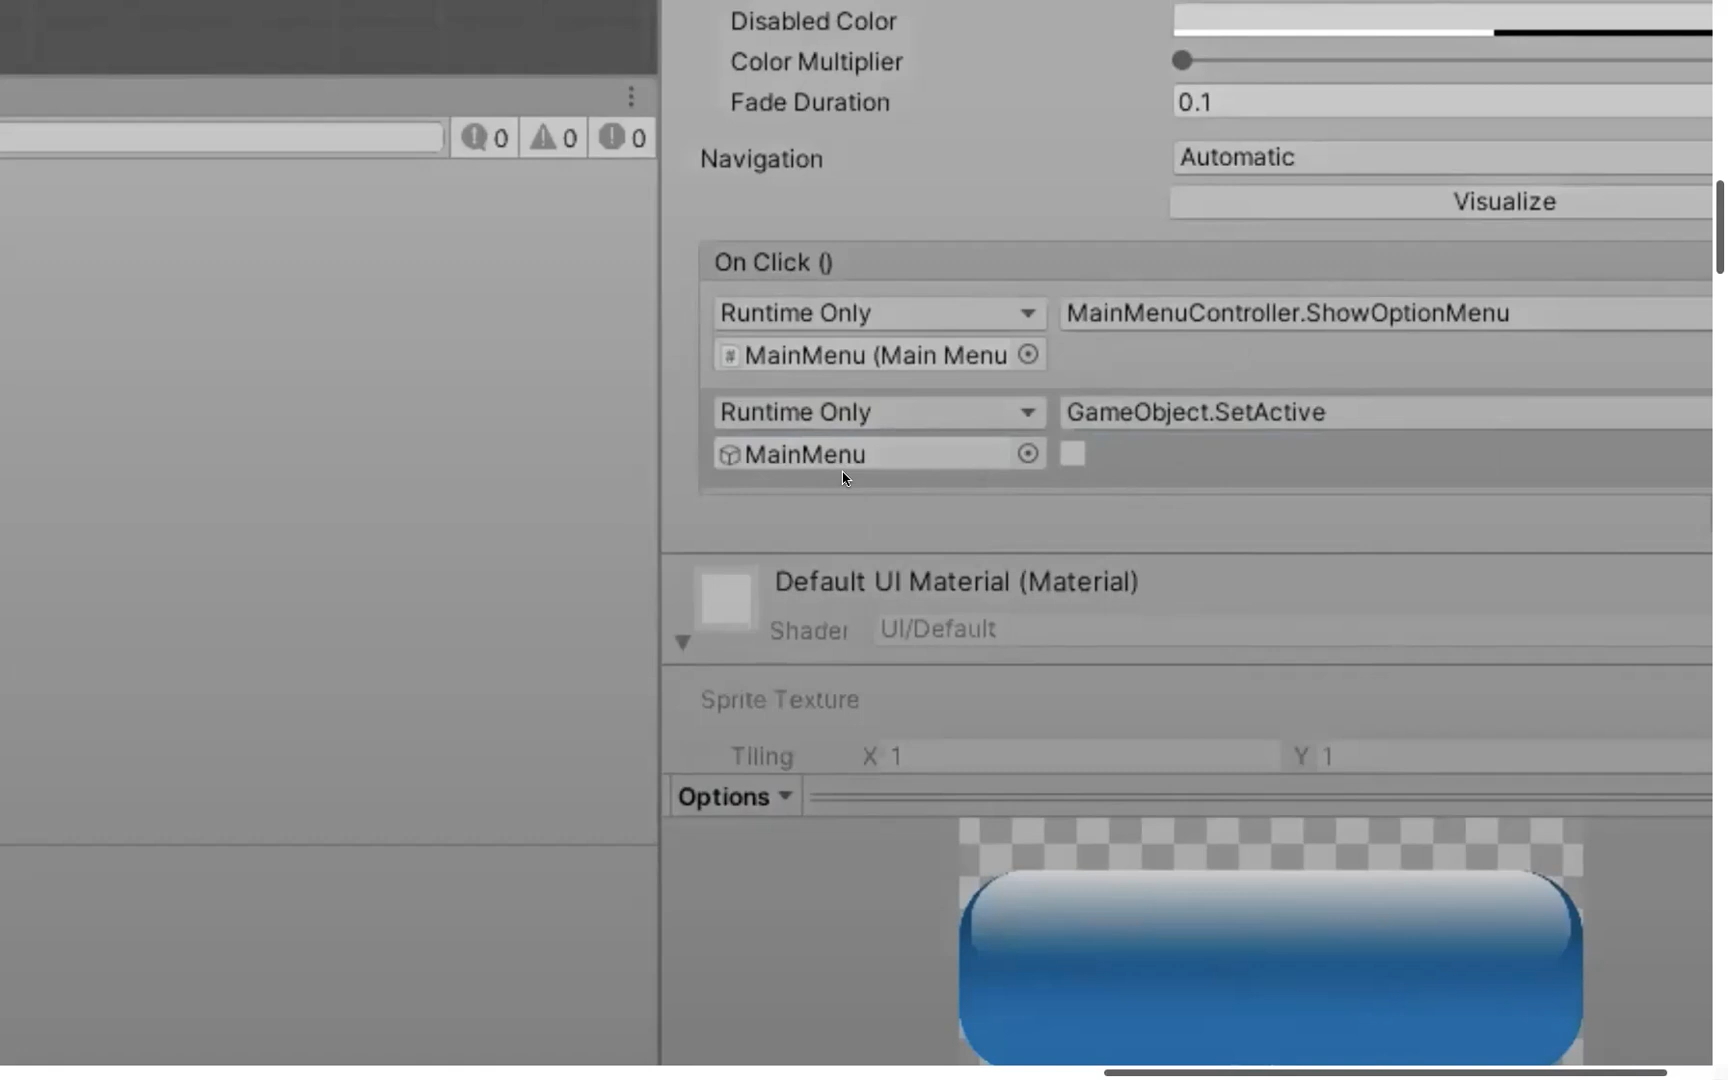 Disabled Color
Color Multiplier
Fade Duration 0.1
0 0 0
Navigation Automatic
Visualize
On Click ()
Runtime Only MainMenuController.ShowOptionMenu
# MainMenu (Main Menu
Runtime Only GameObject.SetActive
MainMenu
Default UI Material (Material)
Shader UI/Default
Sprite Texture
Tiling X 1 Y 1
Options